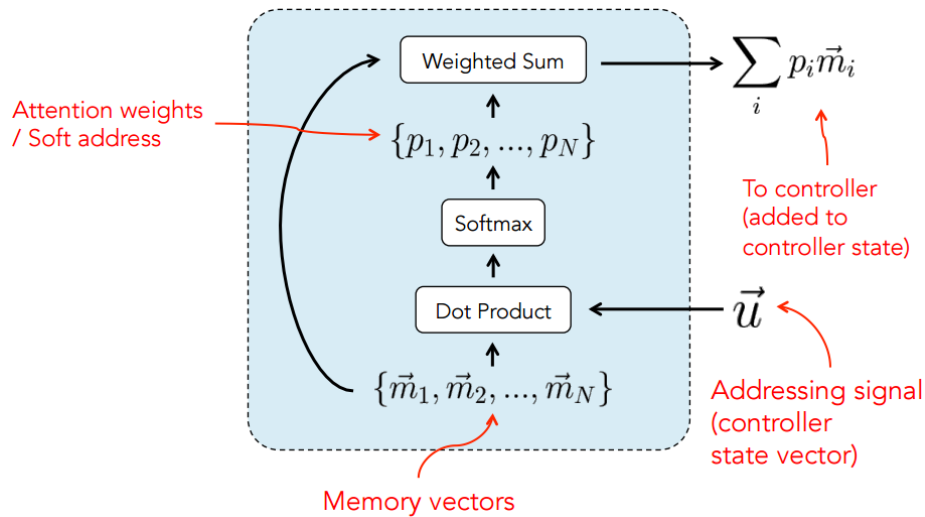 Weighted Sum
∑ᵢ pᵢm⃗ᵢ
Attention weights
/ Soft address
{p₁, p₂, ..., p_N}
To controller
(added to
controller state)
Softmax
Dot Product
u⃗
{m⃗₁, m⃗₂, ..., m⃗_N}
Addressing signal
(controller
state vector)
Memory vectors